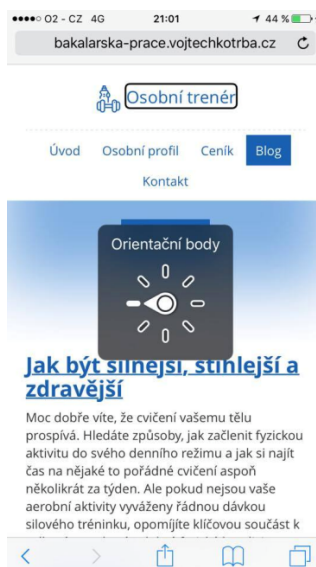 O2 - CZ 4G 21:01 44 %
bakalarska-prace.vojtechkotrba.cz
Osobní trenér
Úvod Osobní profil Ceník Blog
Kontakt
Orientační body
Jak být silnější, štíhlejší a
zdravější
Moc dobře víte, že cvičení vašemu tělu
prospívá. Hledáte způsoby, jak začlenit fyzickou
aktivitu do svého denního režimu a jak si najít
čas na nějaké to pořádné cvičení aspoň
několikrát za týden. Ale pokud nejsou vaše
aerobní aktivity vyváženy řádnou dávkou
silového tréninku, opomíjíte klíčovou součást k